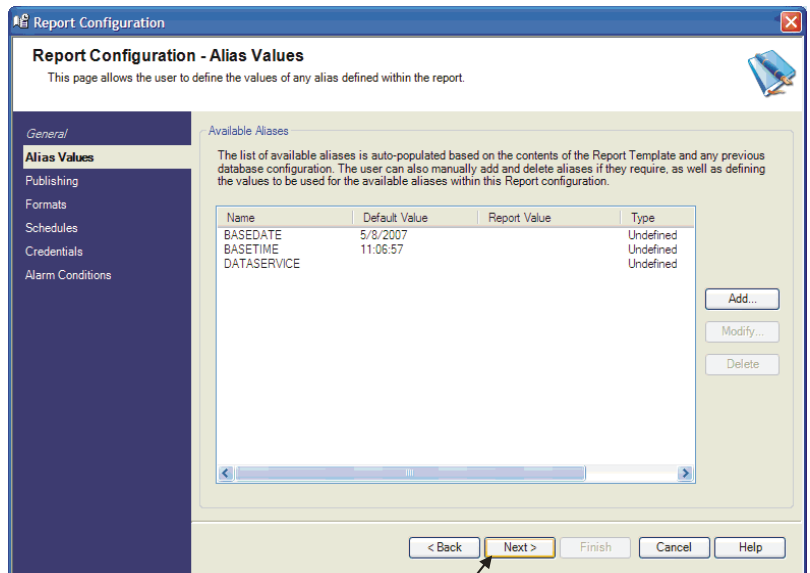 Report Configuration
Report Configuration - Alias Values
This page allows the user to define the values of any alias defined within the report.
General
Alias Values
Publishing
Formats
Schedules
Credentials
Alarm Conditions
Available Aliases
The list of available aliases is auto-populated based on the contents of the Report Template and any previous
database configuration. The user can also manually add and delete aliases if they require, as well as defining
the values to be used for the available aliases within this Report configuration.
Name Default Value Report Value Type
BASEDATE 5/8/2007 Undefined
BASETIME 11:06:57 Undefined
DATASERVICE Undefined
Add...
Modify...
Delete
< Back Next > Finish Cancel Help